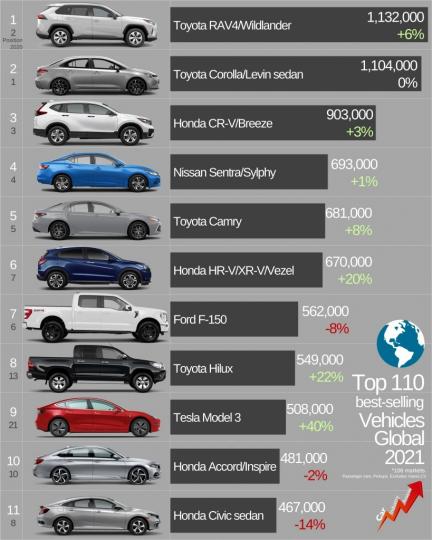 1
2
Position
2020
Toyota RAV4/Wildlander
1,132,000
+6%
2
1
Toyota Corolla/Levin sedan
1,104,000
0%
3
3
Honda CR-V/Breeze
903,000
+3%
4
4
Nissan Sentra/Sylphy
693,000
+1%
5
5
Toyota Camry
681,000
+8%
6
7
Honda HR-V/XR-V/Vezel
670,000
+20%
7
6
Ford F-150
562,000
-8%
8
13
Toyota Hilux
549,000
+22%
9
21
Tesla Model 3
508,000
+40%
10
10
Honda Accord/Inspire
481,000
-2%
11
8
Honda Civic sedan
467,000
-14%
Top 110
best-selling
Vehicles
Global
2021
*106 markets